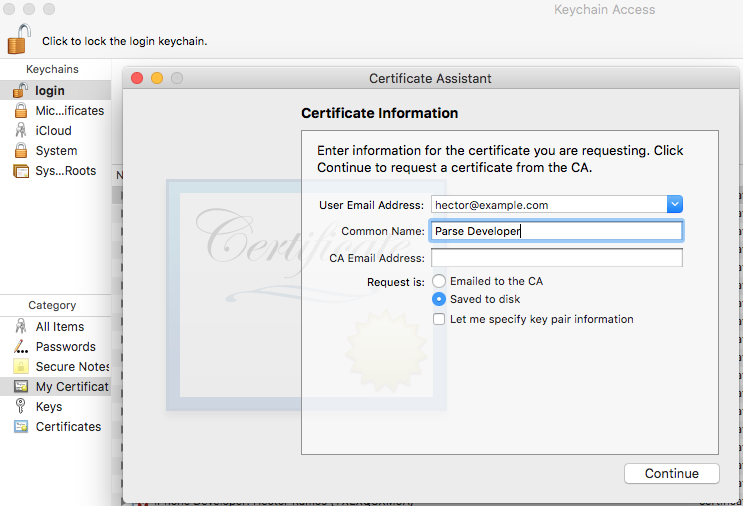 Keychain Access
Click to lock the login keychain.
Keychains
login
Mic...ificates
iCloud
System
Sys...Roots
Category
All Items
Passwords
Secure Notes
My Certificat
Keys
Certificates
Certificate Assistant
Certificate Information
Enter information for the certificate you are requesting. Click
Continue to request a certificate from the CA.
User Email Address: hector@example.com
Common Name: Parse Developer
CA Email Address:
Request is: Emailed to the CA
Saved to disk
Let me specify key pair information
Certificate
Continue